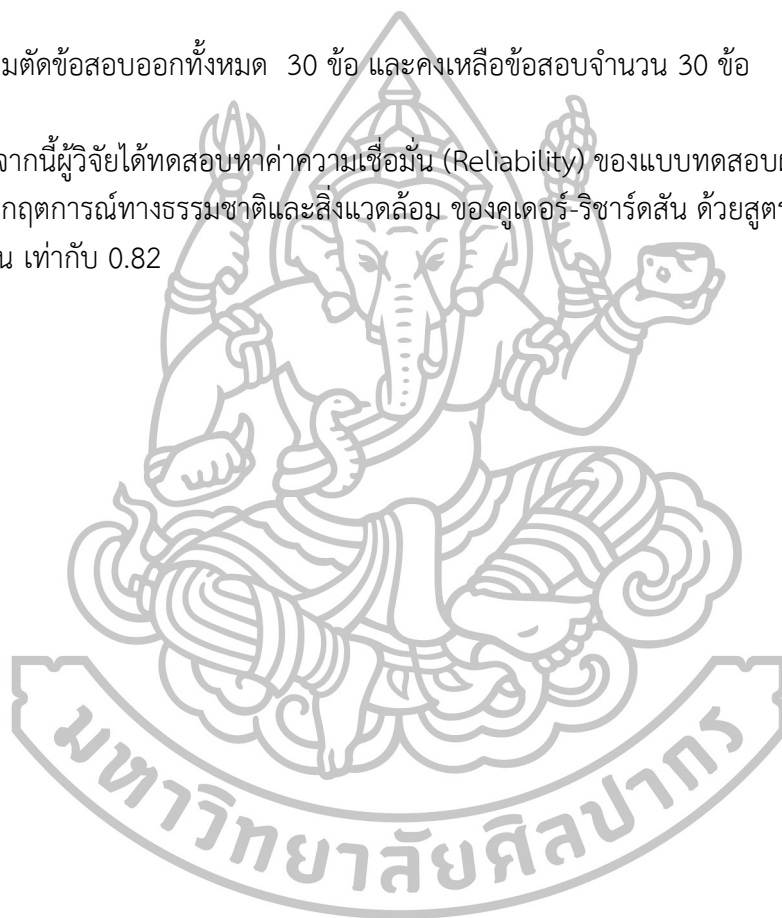 มตัดข้อสอบออกทั้งหมด 30 ข้อ และคงเหลือข้อสอบจำนวน 30 ข้อ
จากนี้ผู้วิจัยได้ทดสอบหาค่าความเชื่อมั่น (Reliability) ของแบบทดสอบ
กฤตการณ์ทางธรรมชาติและสิ่งแวดล้อม ของคูเดอร์-ริชาร์ดสัน ด้วยสูตร
น เท่ากับ 0.82
มหาวิทยาลัยศิลปากร